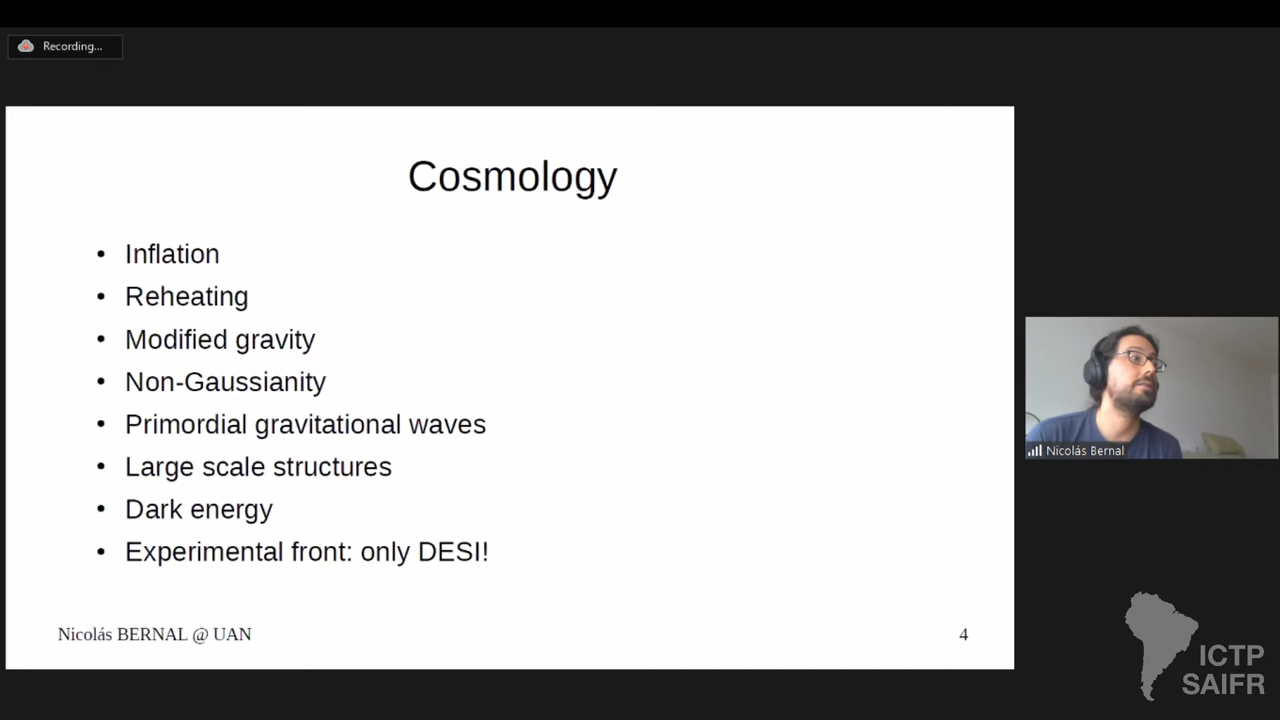 Recording...
Cosmology
• Inflation
• Reheating
• Modified gravity
• Non-Gaussianity
• Primordial gravitational waves
• Large scale structures
• Dark energy
• Experimental front: only DESI!
Nicolás BERNAL @ UAN
4
Nicolás Bernal
ICTP
SAIFR